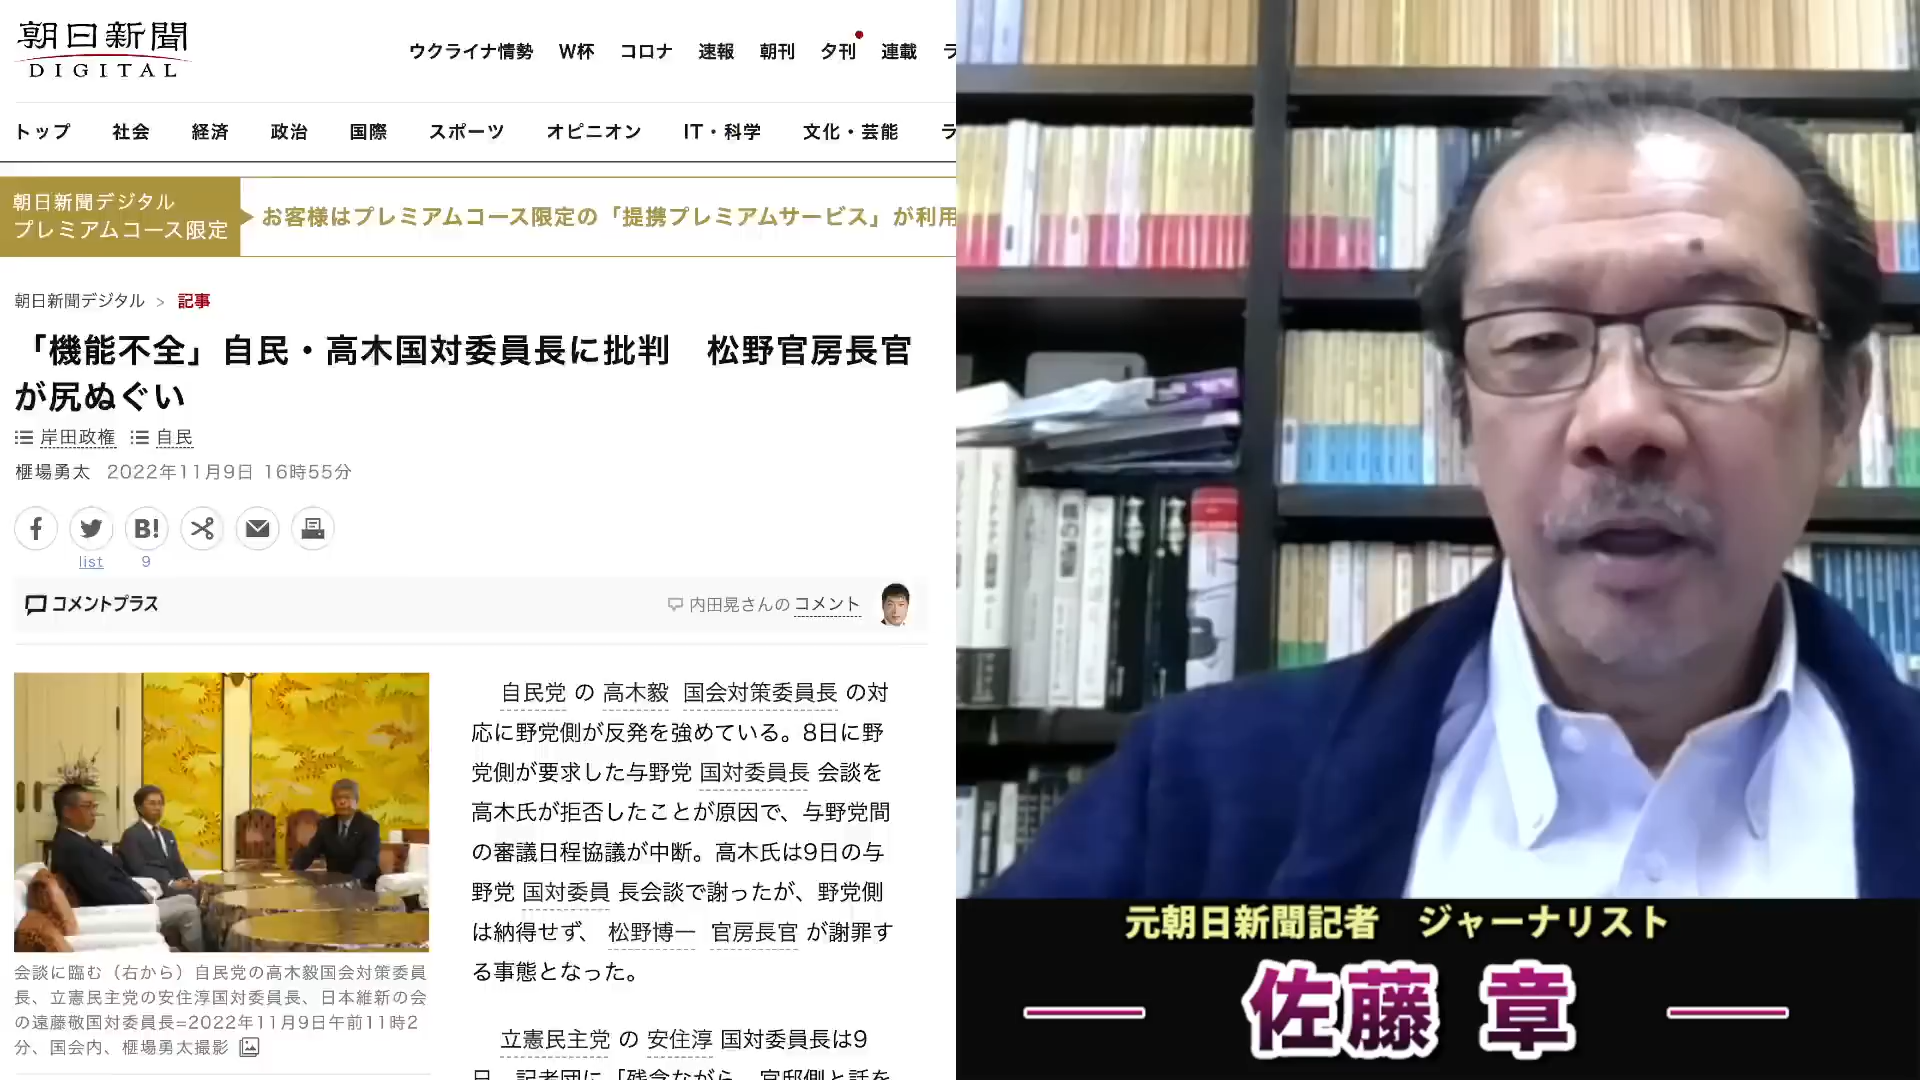 朝日新聞
DIGITAL
ウクライナ情勢 W杯 コロナ 速報 朝刊 夕刊 連載 ラ
トップ 社会 経済 政治 国際 スポーツ オピニオン IT・科学 文化・芸能 ラ
朝日新聞デジタル
プレミアムコース限定
お客様はプレミアムコース限定の「提携プレミアムサービス」が利用
朝日新聞デジタル > 記事
「機能不全」自民・高木国対委員長に批判 松野官房長官
が尻ぬぐい
岸田政権 自民
榧場勇太 2022年11月9日 16時55分
B!
list 9
コメントプラス
内田晃さんの コメント
自民党 の 高木毅 国会対策委員長 の対
応に野党側が反発を強めている。8日に野
党側が要求した与野党 国対委員長 会談を
高木氏が拒否したことが原因で、与野党間
の審議日程協議が中断。高木氏は9日の与
野党 国対委員 長会談で謝ったが、野党側
は納得せず、 松野博一 官房長官 が謝罪す
る事態となった。
立憲民主党 の 安住淳 国対委員長は9
日、記者団に「残念ながら、官邸側と話を
会談に臨む（右から）自民党の高木毅国会対策委員
長、立憲民主党の安住淳国対委員長、日本維新の会
の遠藤敬国対委員長=2022年11月9日午前11時2
分、国会内、榧場勇太撮影
元朝日新聞記者 ジャーナリスト
佐藤 章